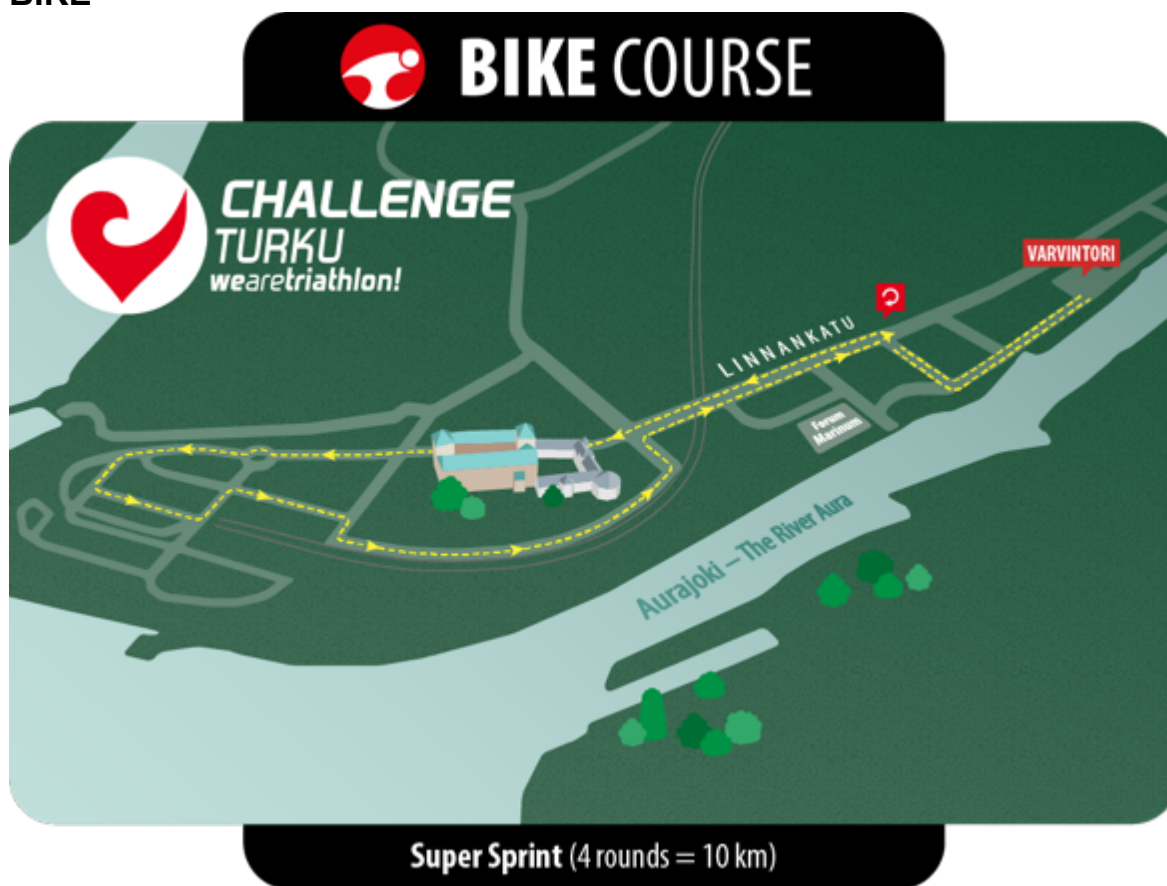 BIKE
BIKE COURSE
CHALLENGE
TURKU
wearetriathlon!
VARVINTORI
LINNANKATU
Forum
Marinum
Aurajoki – The River Aura
Super Sprint (4 rounds = 10 km)